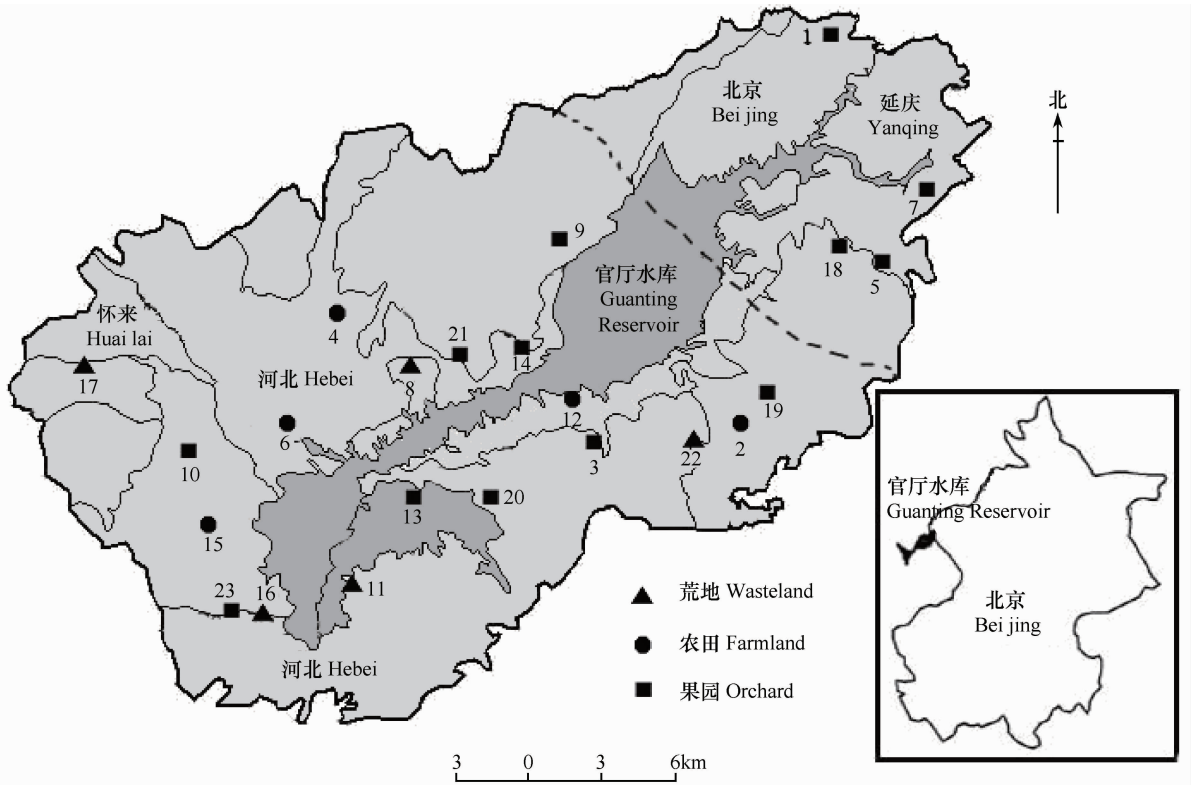 1
北京
Bei jing
延庆
Yanqing
北
7
9
18
5
官厅水库
Guanting
Reservoir
怀来
Huai lai
4
21
14
17
河北 Hebei
8
12
19
6
3
22
2
10
13
20
15
23
16
11
河北 Hebei
荒地 Wasteland
农田 Farmland
果园 Orchard
3 0 3 6km
官厅水库
Guanting Reservoir
北京
Bei jing